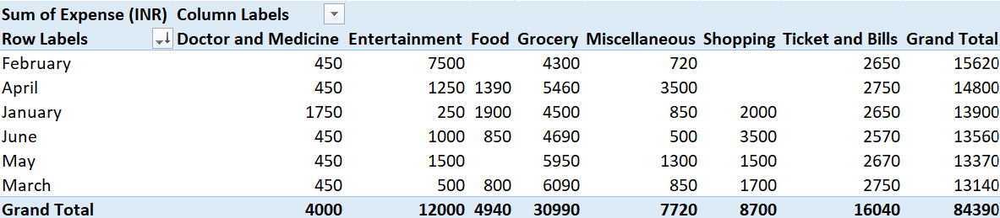 Sum of Expense (INR) Column Labels
Row Labels Doctor and Medicine Entertainment Food Grocery Miscellaneous Shopping Ticket and Bills Grand Total
February 450 7500 4300 720 2650 15620
April 450 1250 1390 5460 3500 2750 14800
January 1750 250 1900 4500 850 2000 2650 13900
June 450 1000 850 4690 500 3500 2570 13560
May 450 1500 5950 1300 1500 2670 13370
March 450 500 800 6090 850 1700 2750 13140
Grand Total 4000 12000 4940 30990 7720 8700 16040 84390